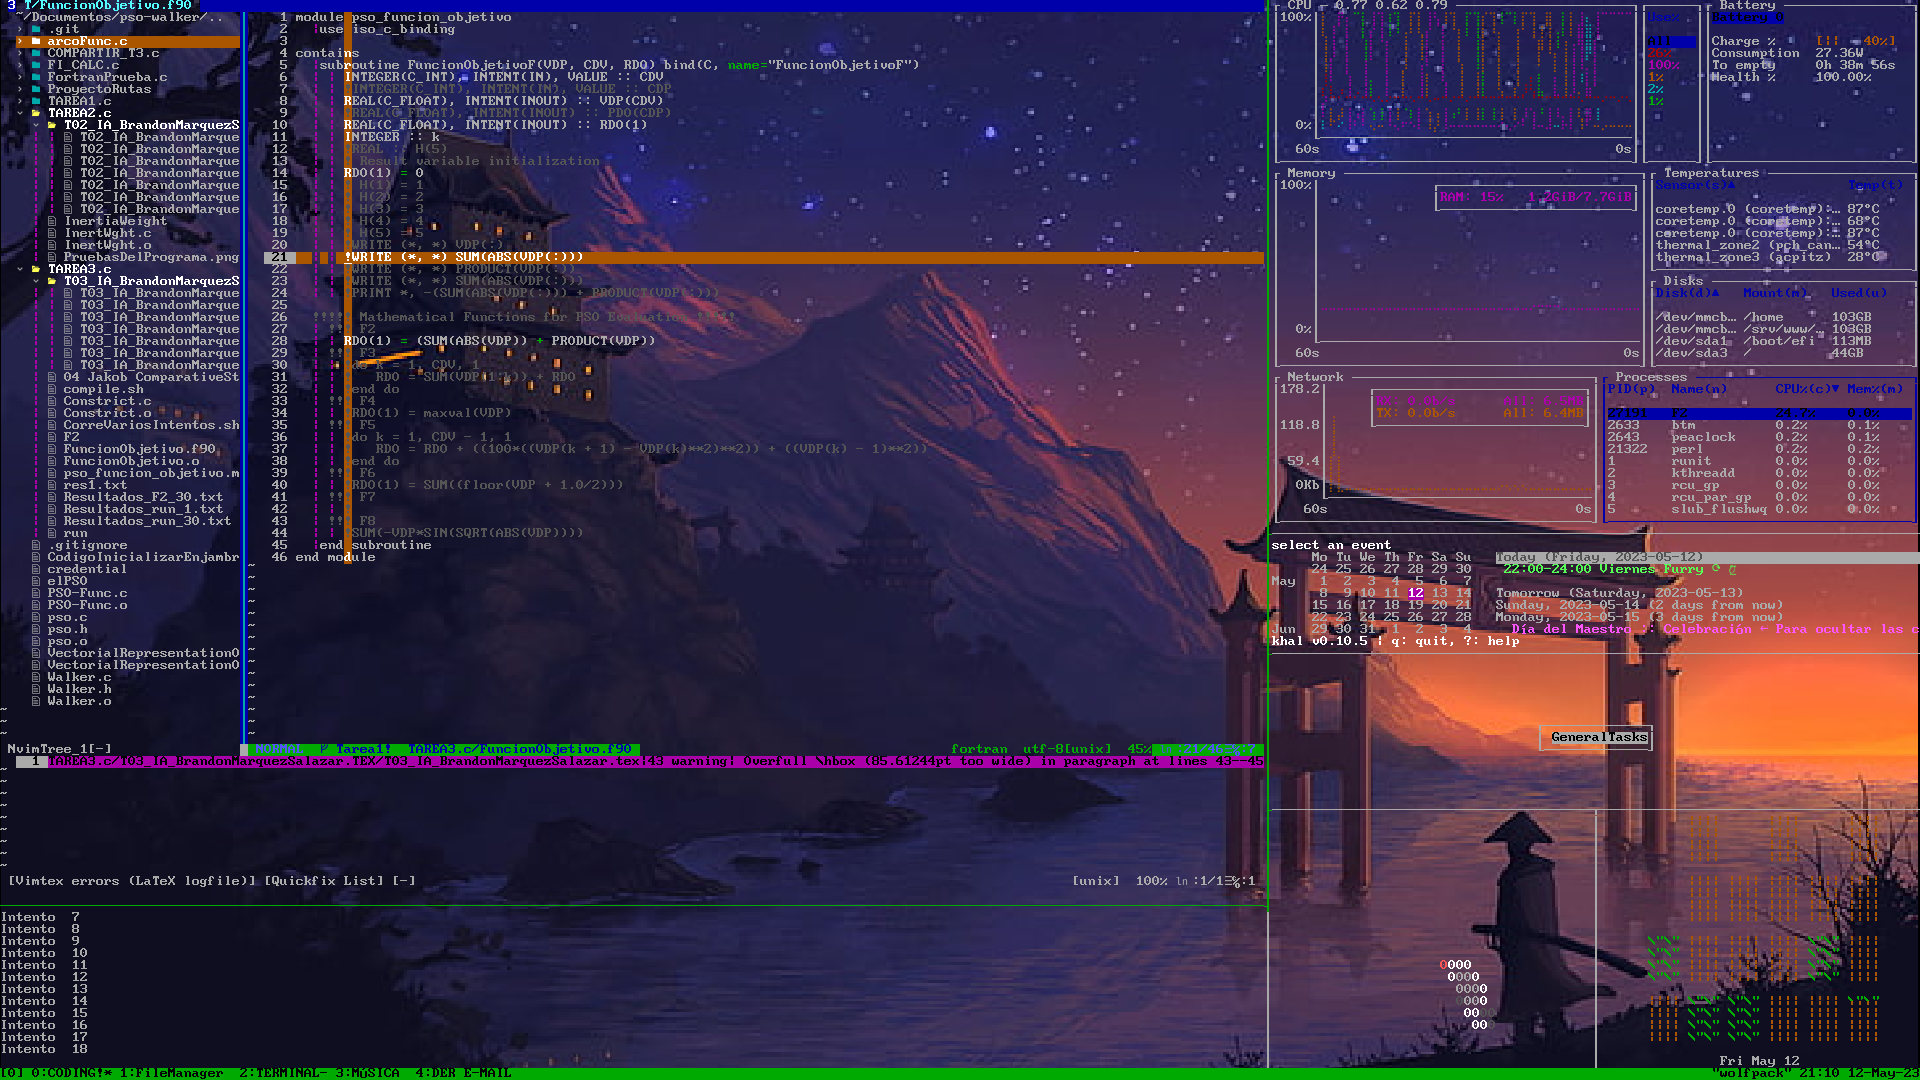 3 T/FuncionObjetivo.f90
~/Documentos/pso-walker/..
.git
arcoFunc.c
COMPARTIR_T3.c
F1_CALC.c
FortranPrueba.c
ProyectoRutas
TAREA1.c
TAREA2.c
T02_IA_BrandonMarquezS
T02_IA_BrandonMarque
T02_IA_BrandonMarque
T02_IA_BrandonMarque
T02_IA_BrandonMarque
T02_IA_BrandonMarque
T02_IA_BrandonMarque
T02_IA_BrandonMarque
InertiaWeight
InertWght.c
InertWght.o
PruebasDelPrograma.png
TAREA3.c
T03_IA_BrandonMarquezS
T03_IA_BrandonMarque
T03_IA_BrandonMarque
T03_IA_BrandonMarque
T03_IA_BrandonMarque
T03_IA_BrandonMarque
T03_IA_BrandonMarque
T03_IA_BrandonMarque
04 Jakob ComparativeSt
compile.sh
Constrict.c
Constrict.o
CorreVariosIntentos.sh
F2
FuncionObjetivo.f90
FuncionObjetivo.o
pso_funcion_objetivo.m
res1.txt
Resultados_F2_30.txt
Resultados_run_1.txt
Resultados_run_30.txt
run
.gitignore
CodigoInicializarEnjambr
credential
elPSO
PSO-Func.c
PSO-Func.o
pso.c
pso.h
pso.o
VectorialRepresentationO
VectorialRepresentationO
Walker.c
Walker.h
Walker.o
NvimTree_1[-]
1 module pso_funcion_objetivo
2 use iso_c_binding
3
4 contains
5 subroutine FuncionObjetivoF(VDP, CDV, RDO) bind(C, name="FuncionObjetivoF")
6 INTEGER(C_INT), INTENT(IN), VALUE :: CDV
7 !INTEGER(C_INT), INTENT(IN), VALUE :: CDP
8 REAL(C_FLOAT), INTENT(INOUT) :: VDP(CDV)
9 !REAL(C_FLOAT), INTENT(INOUT) :: PDO(CDP)
10 REAL(C_FLOAT), INTENT(INOUT) :: RDO(1)
11 INTEGER :: k
12 !REAL :: H(5)
13 ! Result variable initialization
14 RDO(1) = 0
15 ! H(1) = 1
16 ! H(2) = 2
17 ! H(3) = 3
18 ! H(4) = 4
19 ! H(5) = 5
20 !WRITE (*, *) VDP(:)
21 !WRITE (*, *) SUM(ABS(VDP(:)))
22 !WRITE (*, *) PRODUCT(VDP(:))
23 !WRITE (*, *) SUM(ABS(VDP(:)))
24 !PRINT *, -(SUM(ABS(VDP(:))) + PRODUCT(VDP(:)))
25
26 !!!!! Mathematical Functions for PSO Evaluation !!!!!
27 !!! F2
28 RDO(1) = (SUM(ABS(VDP)) + PRODUCT(VDP))
29 !!! F3
30 !do k = 1, CDV, 1
31 ! RDO = SUM(VDP(1:k)) + RDO
32 !end do
33 !!! F4
34 !RDO(1) = maxval(VDP)
35 !!! F5
36 !do k = 1, CDV - 1, 1
37 ! RDO = RDO + ((100*((VDP(k + 1) - VDP(k)**2)**2)) + ((VDP(k) - 1)**2))
38 !end do
39 !!! F6
40 !RDO(1) = SUM((floor(VDP + 1.0/2)))
41 !!! F7
42
43 !!! F8
44 !SUM(-VDP*SIN(SQRT(ABS(VDP))))
45 end subroutine
46 end module
NORMAL Tarea1! TAREA3.c/FuncionObjetivo.f90
fortran utf-8[unix] 45%
1 TAREA3.c/T03_IA_BrandonMarquezSalazar.TEX/T03_IA_BrandonMarquezSalazar.tex|43 warning| Overfull \hbox (85.61244pt too wide) in paragraph at lines 43--45
[Vimtex errors (LaTeX logfile)] [Quickfix List] [-]
[unix] 100%
Intento 7
Intento 8
Intento 9
Intento 10
Intento 11
Intento 12
Intento 13
Intento 14
Intento 15
Intento 16
Intento 17
Intento 18
CPU 0.77 0.62 0.79
100%
0%
60s 0s
Use%
All
26%
100%
1%
2%
1%
Battery
Battery 0
Charge % [|| 40%]
Consumption 27.36W
To empty 0h 38m 56s
Health % 100.00%
Memory
100%
RAM: 15% 1.2GiB/7.7GiB
0%
60s 0s
Temperatures
Sensor(s)▲ Temp(t)
coretemp.0 (coretemp):… 87°C
coretemp.0 (coretemp):… 68°C
coretemp.0 (coretemp):… 87°C
thermal_zone2 (pch_can… 54°C
thermal_zone3 (acpitz) 28°C
Disks
Disk(d)▲ Mount(m) Used(u)
/dev/mmcb… /home 103GB
/dev/mmcb… /srv/www/… 103GB
/dev/sda1 /boot/efi 113MB
/dev/sda3 / 44GB
Network
178.2
118.8
59.4
0Kb
60s 0s
RX: 0.0b/s All: 6.5MB
TX: 0.0b/s All: 6.4MB
Processes
PID(p) Name(n) CPU%(c)▼ Mem%(m)
27191 F2 24.7% 0.0%
2633 btm 0.2% 0.1%
2643 peaclock 0.2% 0.1%
21322 perl 0.2% 0.2%
1 runit 0.0% 0.0%
2 kthreadd 0.0% 0.0%
3 rcu_gp 0.0% 0.0%
4 rcu_par_gp 0.0% 0.0%
5 slub_flushwq 0.0% 0.0%
select an event
Mo Tu We Th Fr Sa Su
24 25 26 27 28 29 30
May 1 2 3 4 5 6 7
8 9 10 11 12 13 14
15 16 17 18 19 20 21
22 23 24 25 26 27 28
Jun 29 30 31 1 2 3 4
Today (Friday, 2023-05-12)
22:00-24:00 Viernes Furry ⟳
Tomorrow (Saturday, 2023-05-13)
Sunday, 2023-05-14 (2 days from now)
Monday, 2023-05-15 (3 days from now)
Día del Maestro :: Celebración ← Para ocultar las c
khal v0.10.5 | q: quit, ?: help
GeneralTasks
0000
0000
0000
0000
00
00
Fri May 12
[0] 0:CODING!* 1:FileManager 2:TERMINAL- 3:MySICA 4:DER E-MAIL
"wolfpack" 21:10 12-May-23